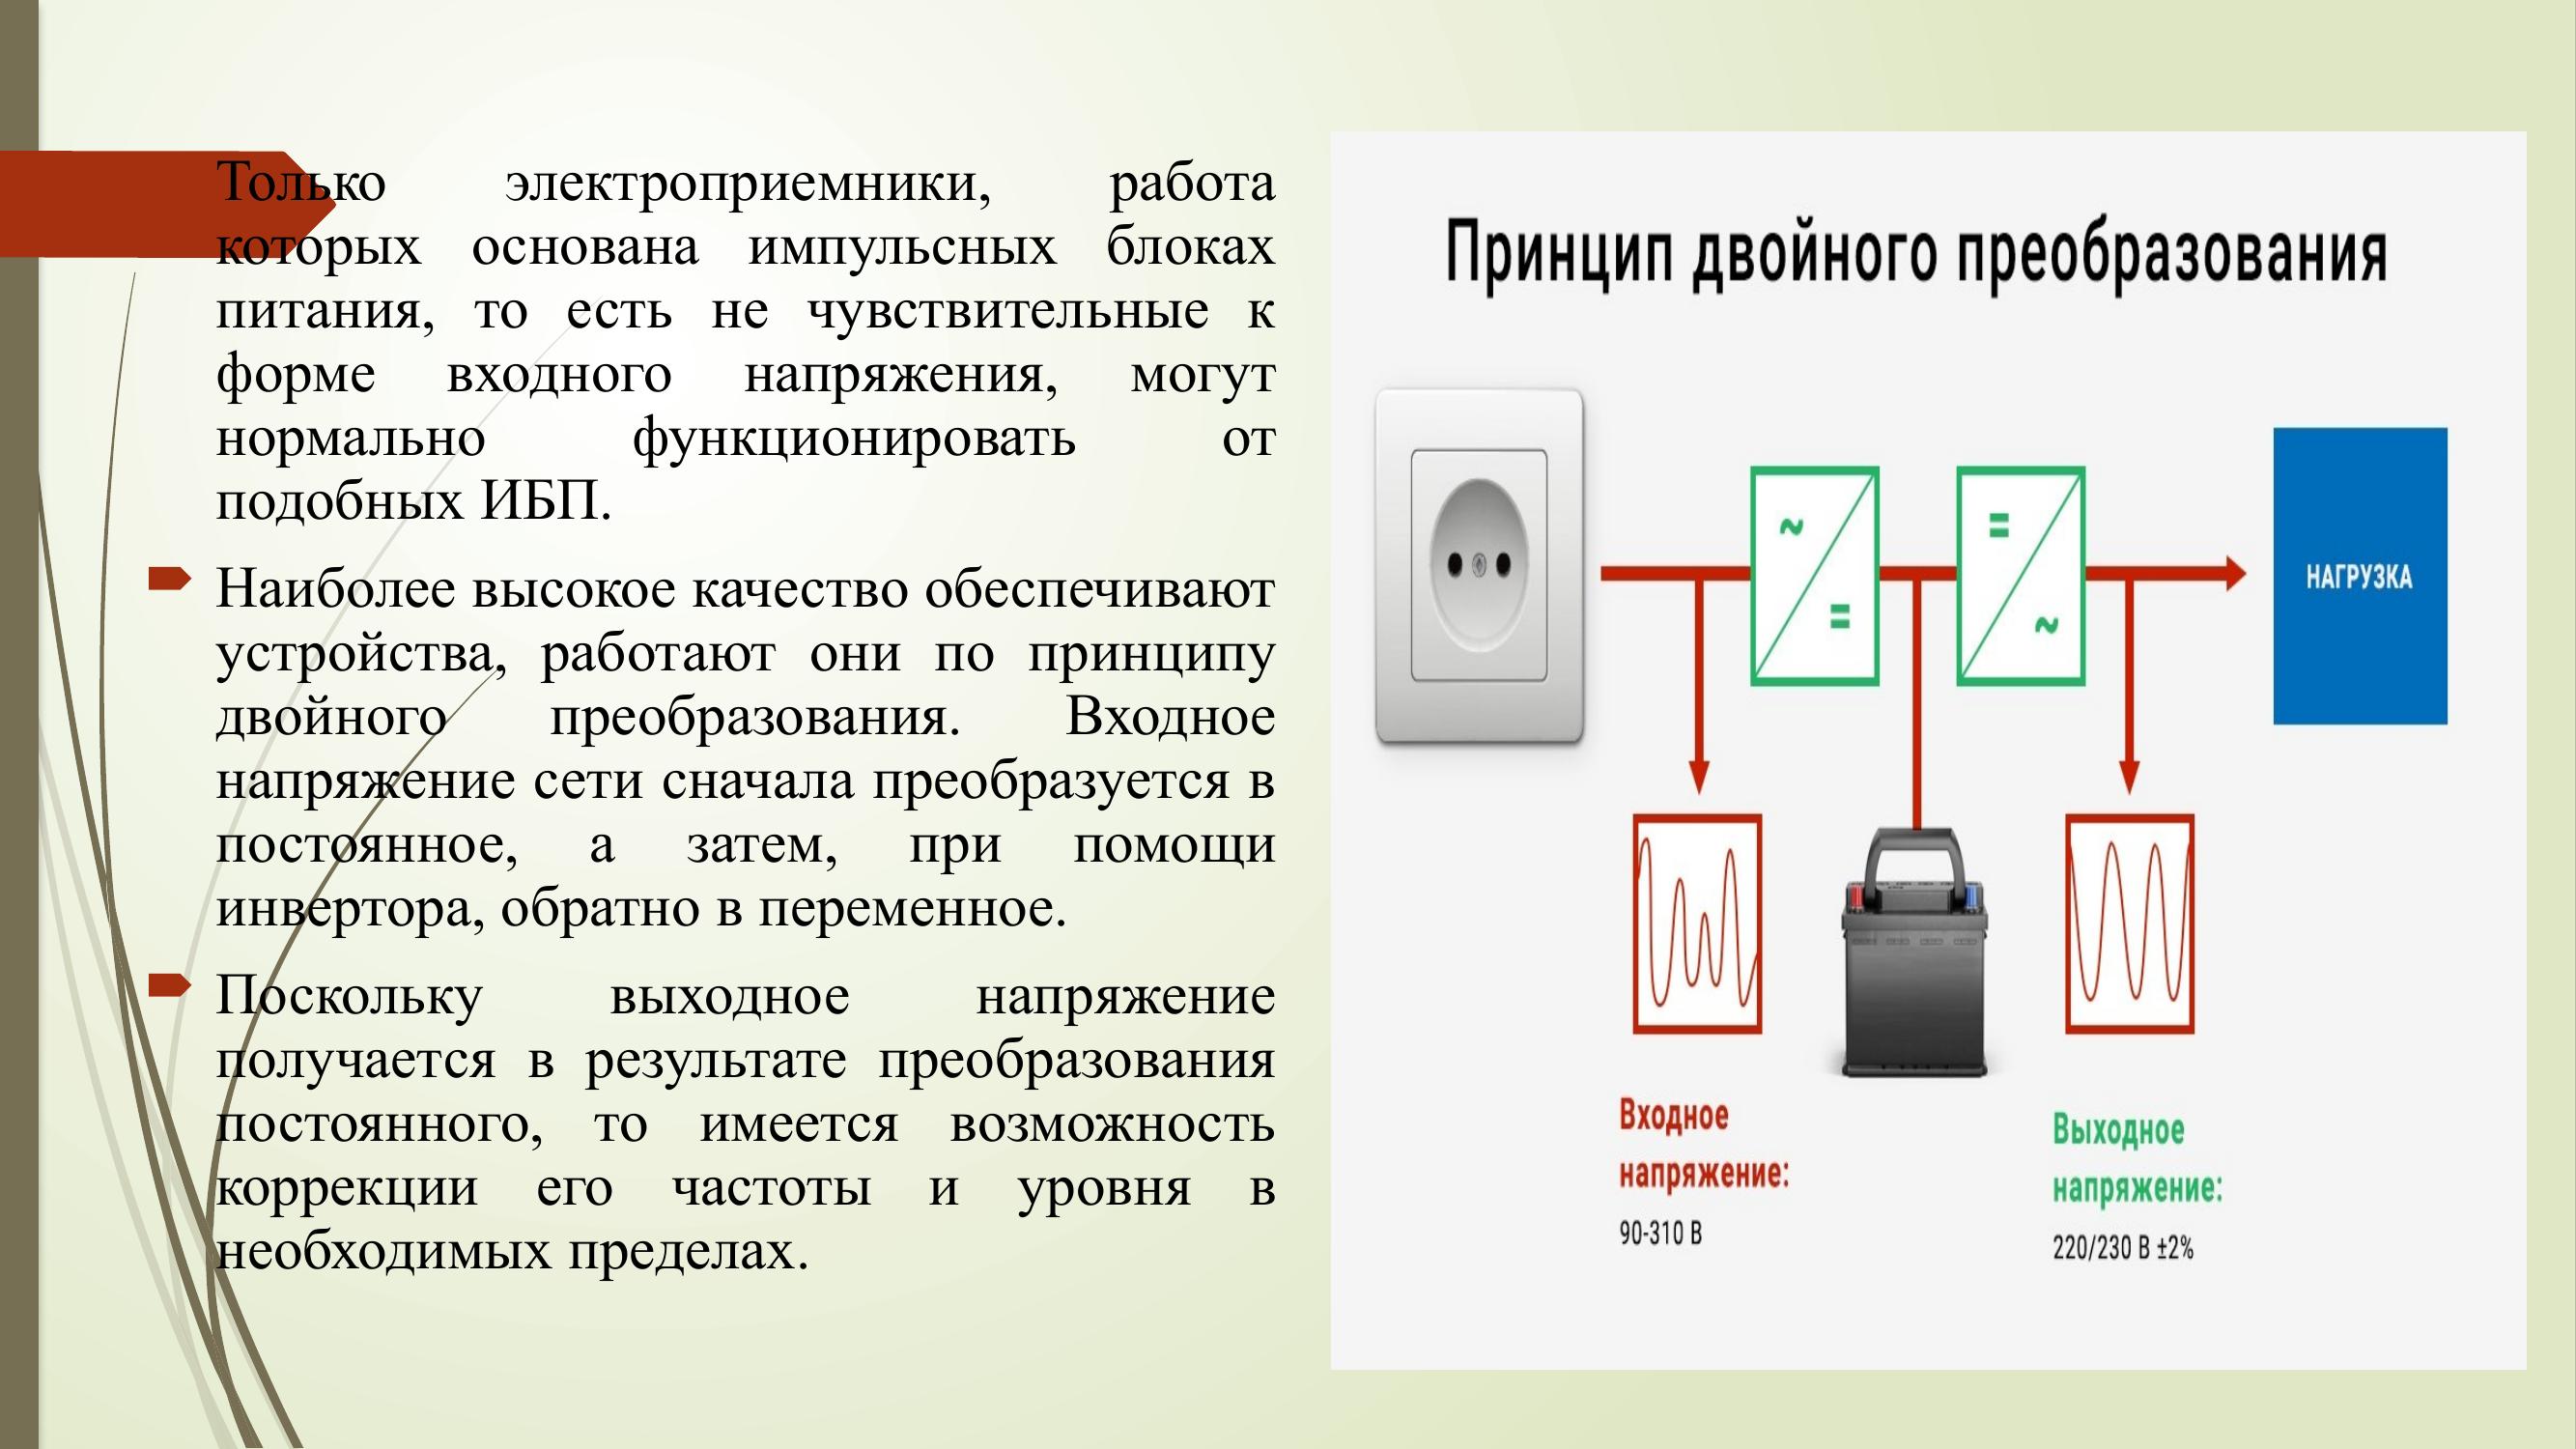 Только электроприемники, работа
которых основана импульсных блоках
питания, то есть не чувствительные к
форме входного напряжения, могут
нормально функционировать от
подобных ИБП.
Наиболее высокое качество обеспечивают
устройства, работают они по принципу
двойного преобразования. Входное
напряжение сети сначала преобразуется в
постоянное, а затем, при помощи
инвертора, обратно в переменное.
Поскольку выходное напряжение
получается в результате преобразования
постоянного, то имеется возможность
коррекции его частоты и уровня в
необходимых пределах.
Принцип двойного преобразования
~
=
=
~
НАГРУЗКА
Входное
напряжение:
90-310 В
Выходное
напряжение:
220/230 В ±2%